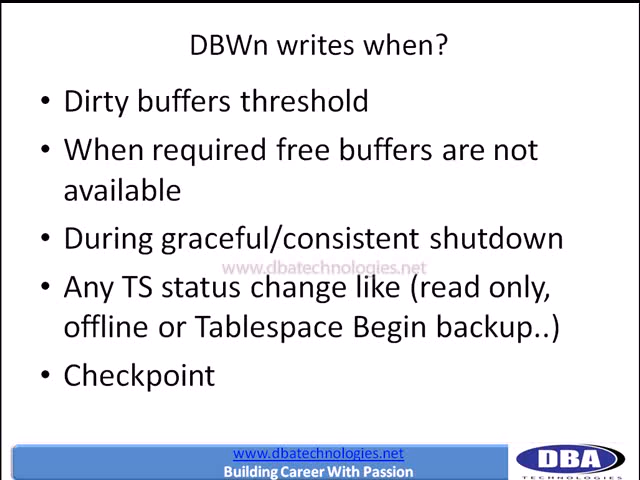 DBWn writes when?
• Dirty buffers threshold
• When required free buffers are not
available
• During graceful/consistent shutdown
www.dbatechnologies.net
• Any TS status change like (read only,
offline or Tablespace Begin backup..)
• Checkpoint
www.dbatechnologies.net
Building Career With Passion
DBA
TECHNOLOGIES